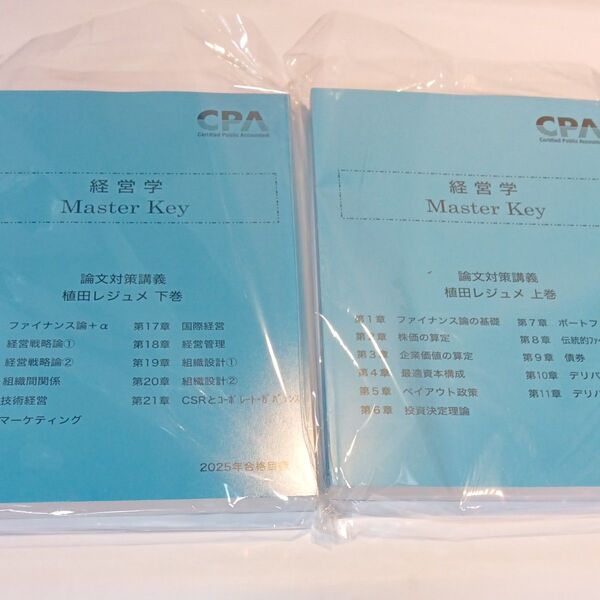 CPA
Certified Public Accountant
経営学
Master Key
論文対策講義
植田レジュメ 下巻
ファイナンス論+α
経営戦略論①
経営戦略論②
組織間関係
技術経営
マーケティング
第17章 国際経営
第18章 経営管理
第19章 組織設計①
第20章 組織設計②
第21章 CSRとｺｰﾎﾟﾚｰﾄ･ｶﾞﾊﾞﾅﾝｽ
2025年合格目標
CPA
Certified Public Accountant
経営学
Master Key
論文対策講義
植田レジュメ 上巻
第1章 ファイナンス論の基礎
第2章 株価の算定
第3章 企業価値の算定
第4章 最適資本構成
第5章 ペイアウト政策
第6章 投資決定理論
第7章 ポートフ
第8章 伝統的ﾌｧｲ
第9章 債券
第10章 デリバ
第11章 デリバ